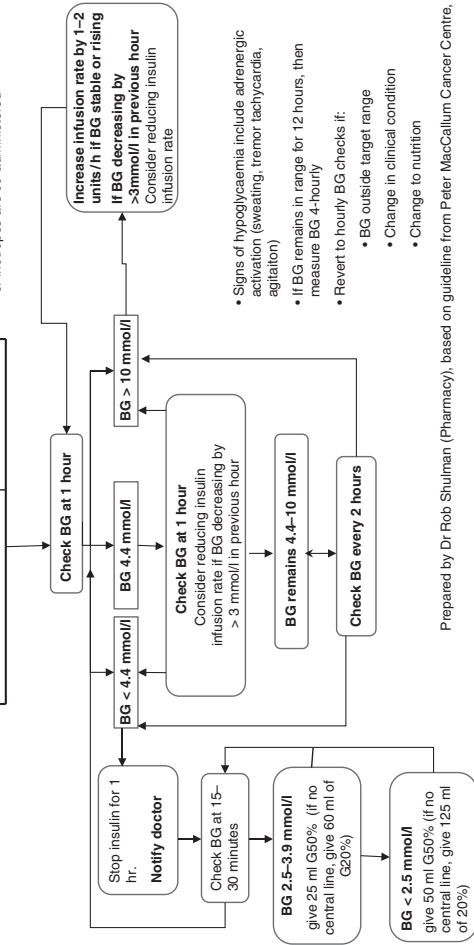 Check BG at 1 hour
Increase infusion rate by 1–2
units/h if BG stable or rising
If BG decreasing by
>3mmol/l in previous hour
Consider reducing insulin
infusion rate
BG < 4.4 mmol/l
BG 4.4 mmol/l
BG > 10 mmol/l
Stop insulin for 1
hr.
Notify doctor
Check BG at 1 hour
Consider reducing insulin
infusion rate if BG decreasing by
> 3 mmol/l in previous hour
Check BG at 15–
30 minutes
BG remains 4.4–10 mmol/l
BG 2.5–3.9 mmol/l
give 25 ml G50% (if no
central line, give 60 ml of
G20%)
Check BG every 2 hours
BG < 2.5 mmol/l
give 50 ml G50% (if no
central line, give 125 ml
of 20%)
• Signs of hypoglycaemia include adrenergic
activation (sweating, tremor tachycardia,
agitaiton)
• If BG remains in range for 12 hours, then
measure BG 4-hourly
• Revert to hourly BG checks if:
• BG outside target range
• Change in clinical condition
• Change to nutrition
Prepared by Dr Rob Shulman (Pharmacy), based on guideline from Peter MacCallum Cancer Centre,